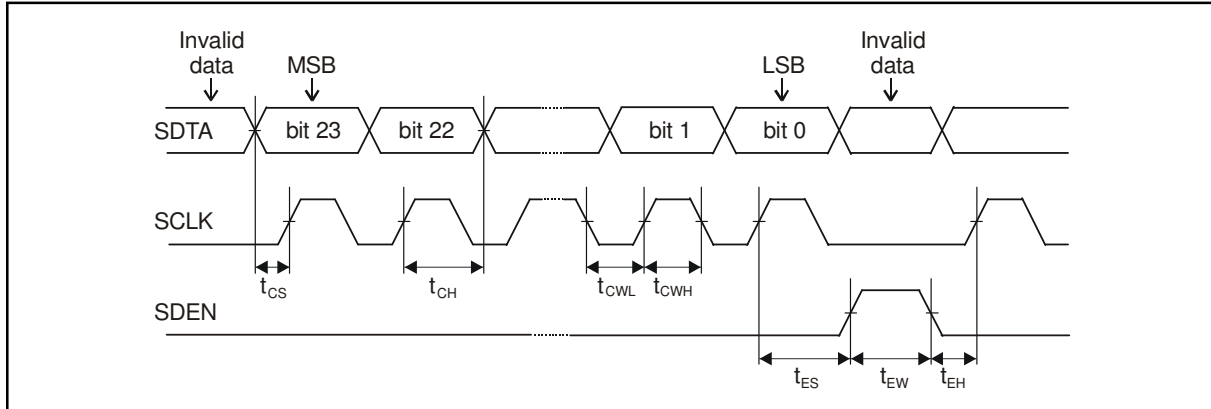 Invalid
data
MSB
LSB
Invalid
data
SDTA
bit 23
bit 22
bit 1
bit 0
SCLK
tCS
tCH
tCWL
tCWH
SDEN
tES
tEW
tEH